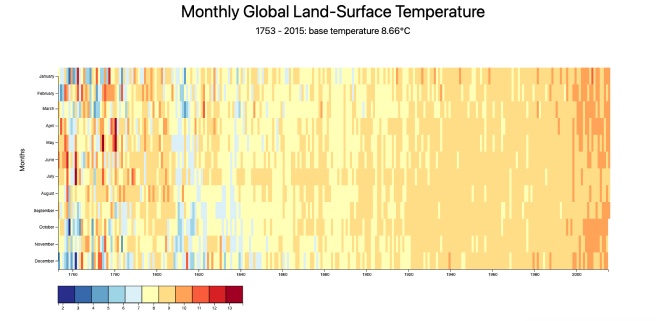 Monthly Global Land-Surface Temperature
1753 - 2015: base temperature 8.66°C
Months
January
February
March
April
May
June
July
August
September
October
November
December
1760 1780 1800 1820 1840 1860 1880 1900 1920 1940 1960 1980 2000
2 3 4 5 6 7 8 9 10 11 12 13